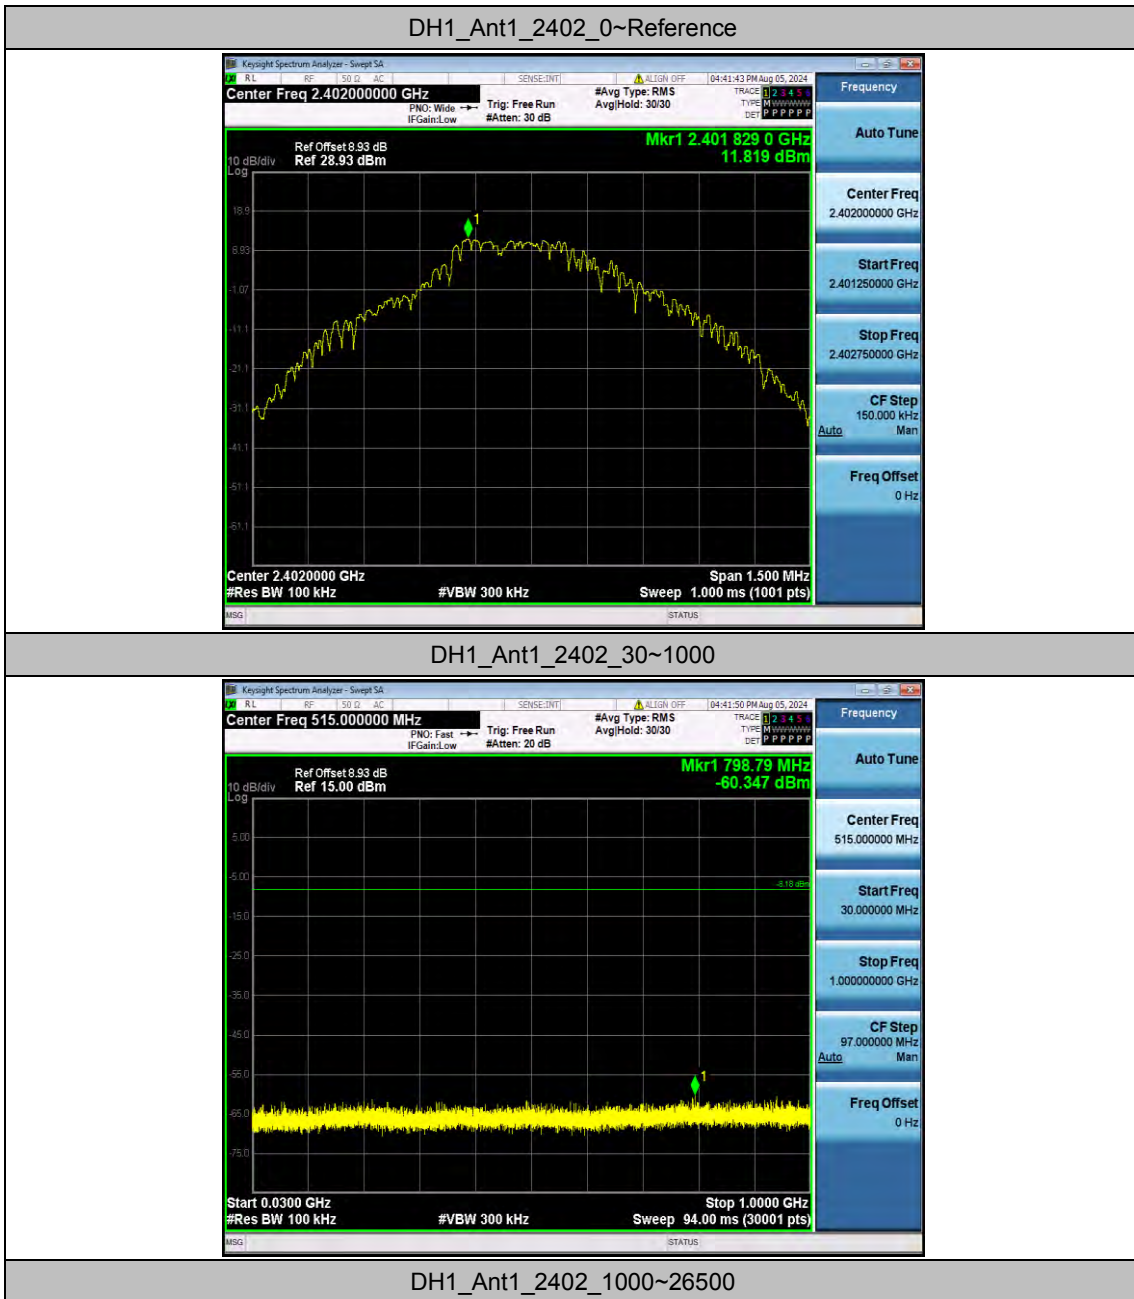 DH1_Ant1_2402_0~Reference
Keysight Spectrum Analyzer - Swept SA
RL RF 50 Ω AC SENSE:INT ALIGN OFF 04:41:43 PM Aug 05, 2024
Center Freq 2.402000000 GHz
PNO: Wide
IFGain:Low
Trig: Free Run
#Atten: 30 dB
#Avg Type: RMS
Avg|Hold: 30/30
TRACE 1 2 3 4 5 6
TYPE M
DET P P P P P P
Frequency
Mkr1 2.401 829 0 GHz
11.819 dBm
Ref Offset 8.93 dB
10 dB/div Ref 28.93 dBm
Log
18.9
8.93
-1.07
-11.1
-21.1
-31.1
-41.1
-51.1
-61.1
1
Center 2.4020000 GHz Span 1.500 MHz
#Res BW 100 kHz #VBW 300 kHz Sweep 1.000 ms (1001 pts)
MSG STATUS
Auto Tune
Center Freq
2.402000000 GHz
Start Freq
2.401250000 GHz
Stop Freq
2.402750000 GHz
CF Step
150.000 kHz
Auto Man
Freq Offset
0 Hz
DH1_Ant1_2402_30~1000
Keysight Spectrum Analyzer - Swept SA
RL RF 50 Ω AC SENSE:INT ALIGN OFF 04:41:50 PM Aug 05, 2024
Center Freq 515.000000 MHz
PNO: Fast
IFGain:Low
Trig: Free Run
#Atten: 20 dB
#Avg Type: RMS
Avg|Hold: 30/30
TRACE 1 2 3 4 5 6
TYPE M
DET P P P P P P
Frequency
Mkr1 798.79 MHz
-60.347 dBm
Ref Offset 8.93 dB
10 dB/div Ref 15.00 dBm
Log
5.00
-5.00
-15.0
-25.0
-35.0
-45.0
-55.0
-65.0
-75.0
-8.18 dBm
1
Start 0.0300 GHz Stop 1.0000 GHz
#Res BW 100 kHz #VBW 300 kHz Sweep 94.00 ms (30001 pts)
MSG STATUS
Auto Tune
Center Freq
515.000000 MHz
Start Freq
30.000000 MHz
Stop Freq
1.000000000 GHz
CF Step
97.000000 MHz
Auto Man
Freq Offset
0 Hz
DH1_Ant1_2402_1000~26500